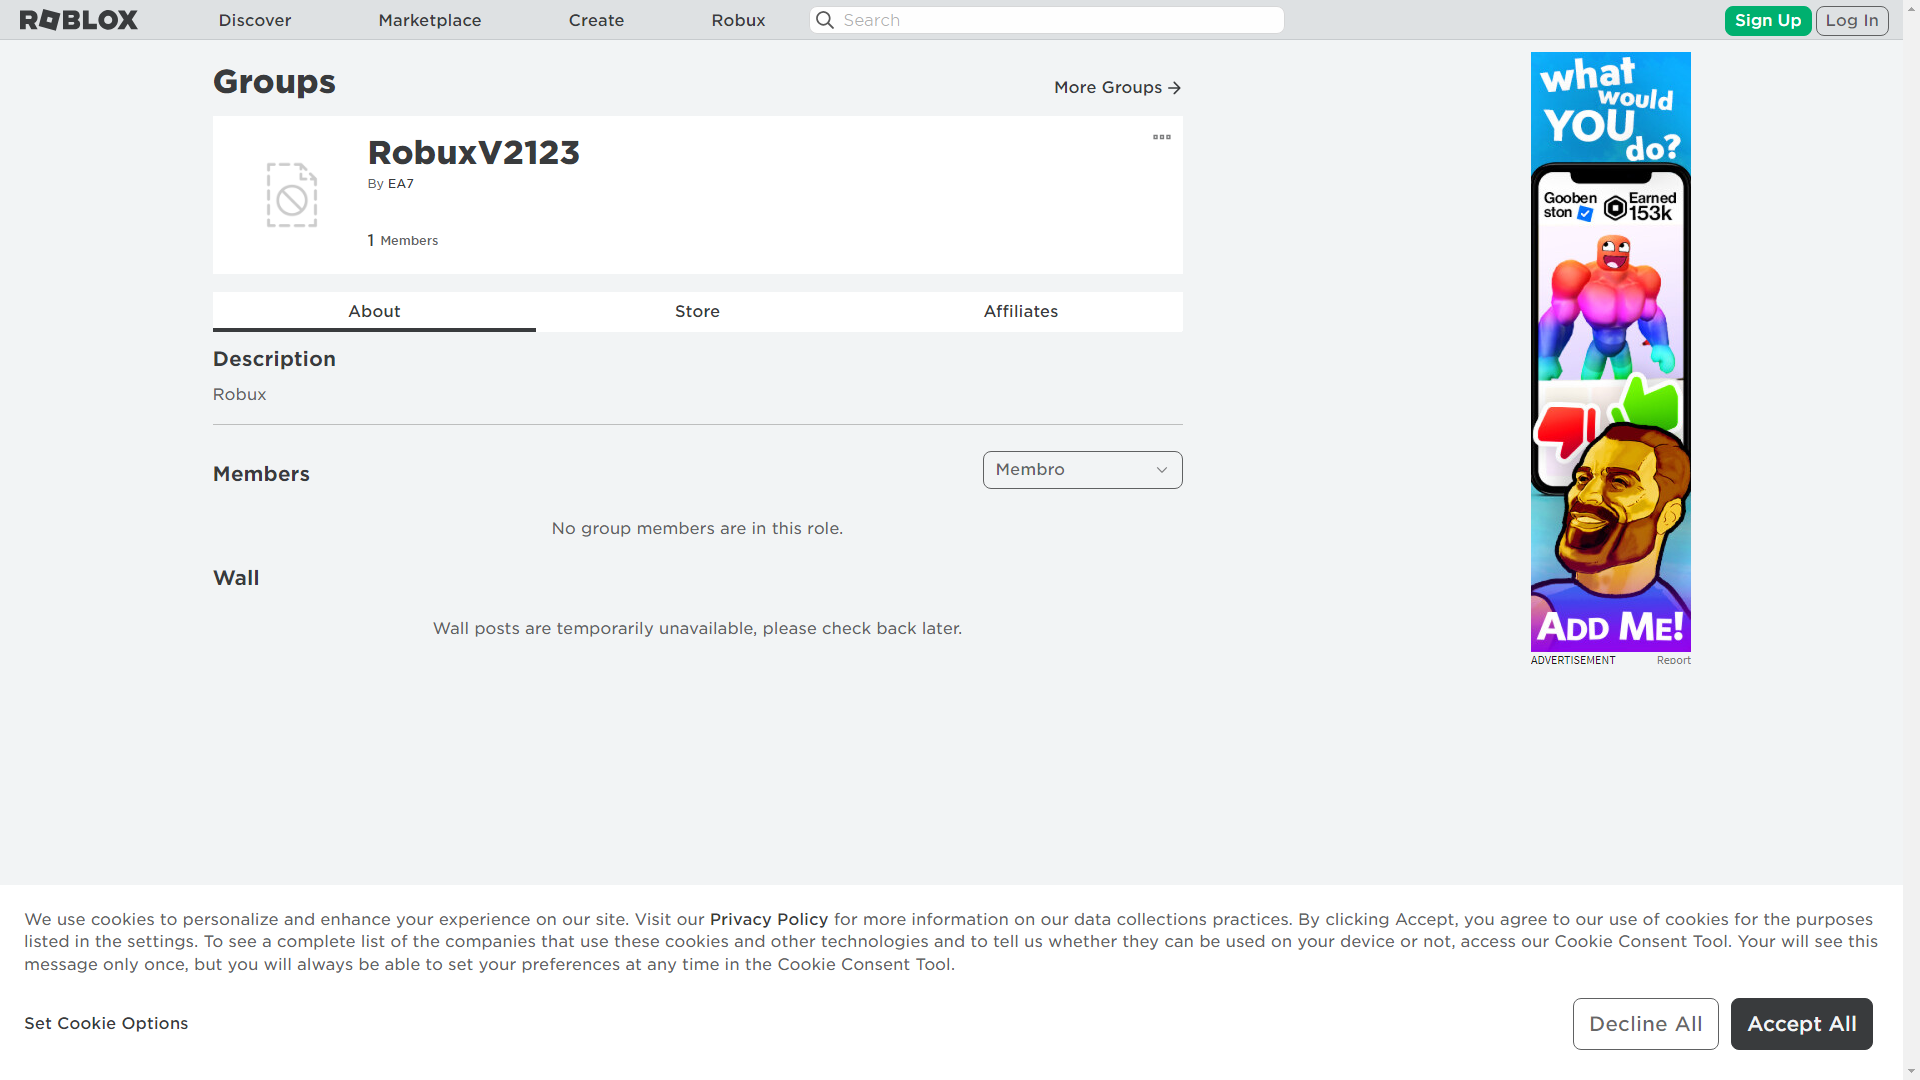 ROBLOX
Discover
Marketplace
Create
Robux
Search
Sign Up
Log In
Groups
More Groups
RobuxV2123
By EA7
1 Members
About
Store
Affiliates
Description
Robux
Members
Membro
No group members are in this role.
Wall
Wall posts are temporarily unavailable, please check back later.
what
would
YOU
do?
Gooben
ston
Earned
153k
ADD ME!
ADVERTISEMENT
Report
We use cookies to personalize and enhance your experience on our site. Visit our Privacy Policy for more information on our data collections practices. By clicking Accept, you agree to our use of cookies for the purposes
listed in the settings. To see a complete list of the companies that use these cookies and other technologies and to tell us whether they can be used on your device or not, access our Cookie Consent Tool. Your will see this
message only once, but you will always be able to set your preferences at any time in the Cookie Consent Tool.
Set Cookie Options
Decline All
Accept All